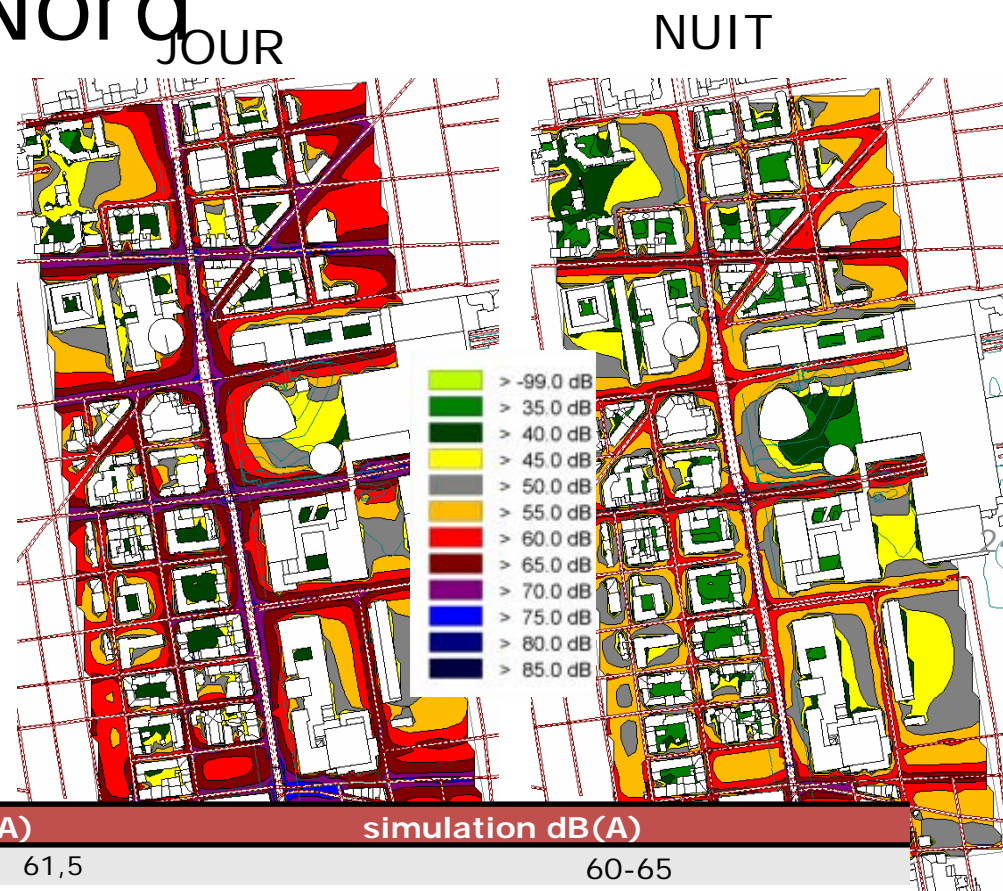 Nord
JOUR
NUIT
> -99.0 dB
> 35.0 dB
> 40.0 dB
> 45.0 dB
> 50.0 dB
> 55.0 dB
> 60.0 dB
> 65.0 dB
> 70.0 dB
> 75.0 dB
> 80.0 dB
> 85.0 dB
A)
simulation dB(A)
61,5
60-65